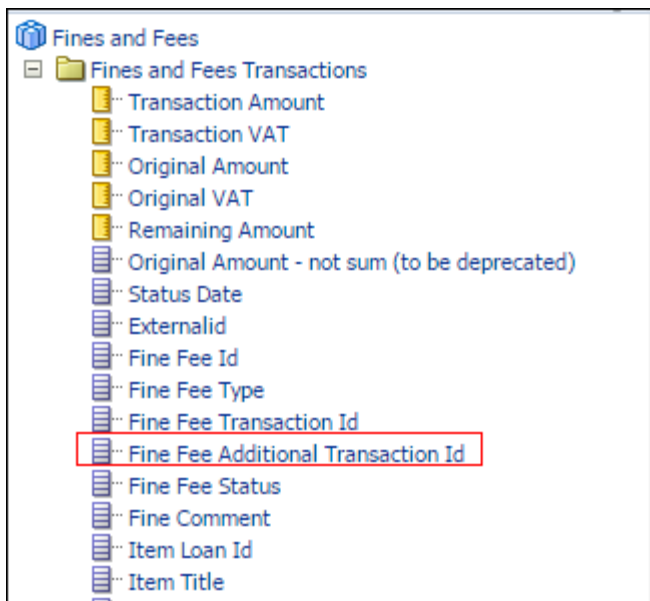 Fines and Fees
Fines and Fees Transactions
Transaction Amount
Transaction VAT
Original Amount
Original VAT
Remaining Amount
Original Amount - not sum (to be deprecated)
Status Date
Externalid
Fine Fee Id
Fine Fee Type
Fine Fee Transaction Id
Fine Fee Additional Transaction Id
Fine Fee Status
Fine Comment
Item Loan Id
Item Title